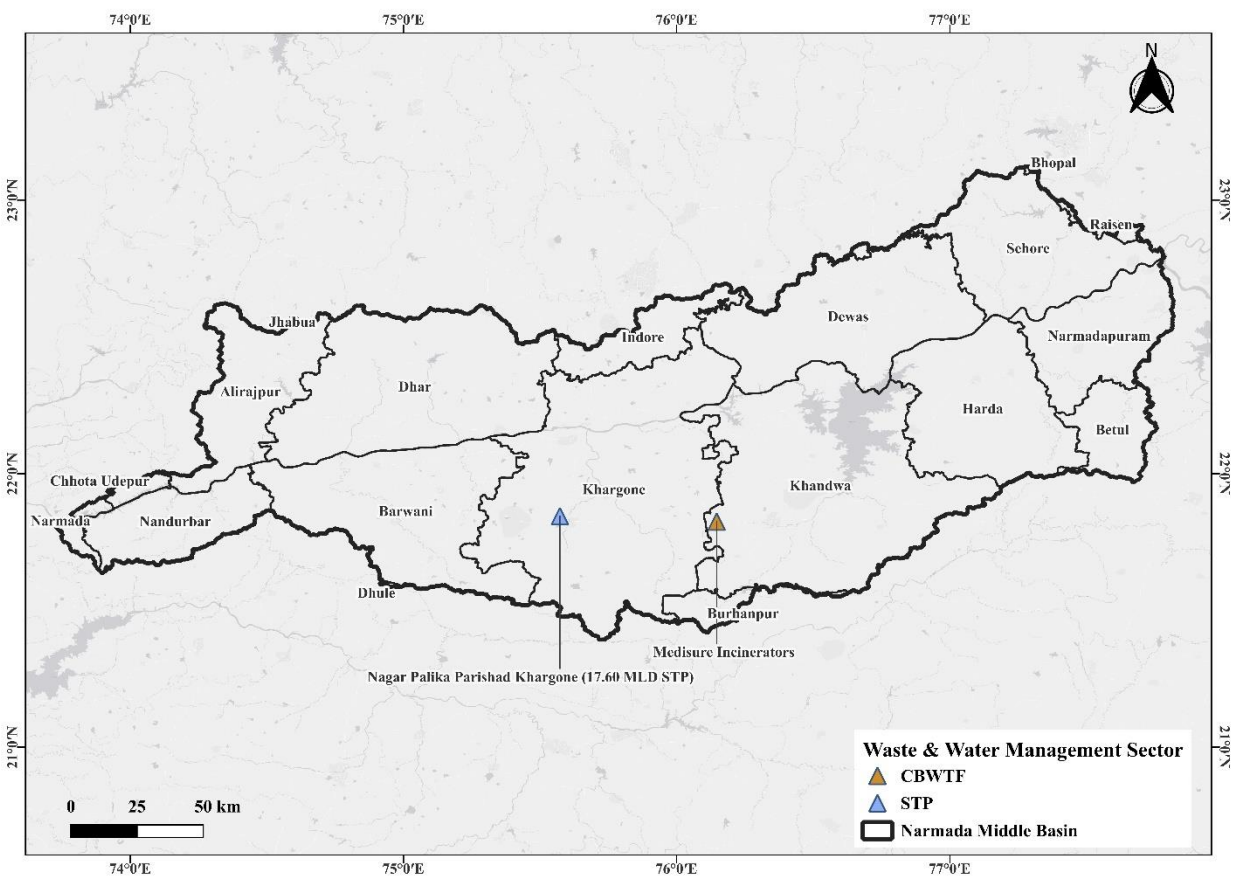 74°0'E 75°0'E 76°0'E 77°0'E
N
23°0'N
23°0'N
Bhopal
Raisen
Sehore
Dewas
Narmadapuram
Jhabua
Indore
Alirajpur
Dhar
Harda
Betul
22°0'N
22°0'N
Chhota Udepur
Khargone
Khandwa
Narmada
Nandurbar
Barwani
Dhule
Burhanpur
Medisure Incinerators
Nagar Palika Parishad Khargone (17.60 MLD STP)
21°0'N
21°0'N
Waste & Water Management Sector
CBWTF
STP
Narmada Middle Basin
0 25 50 km
74°0'E 75°0'E 76°0'E 77°0'E